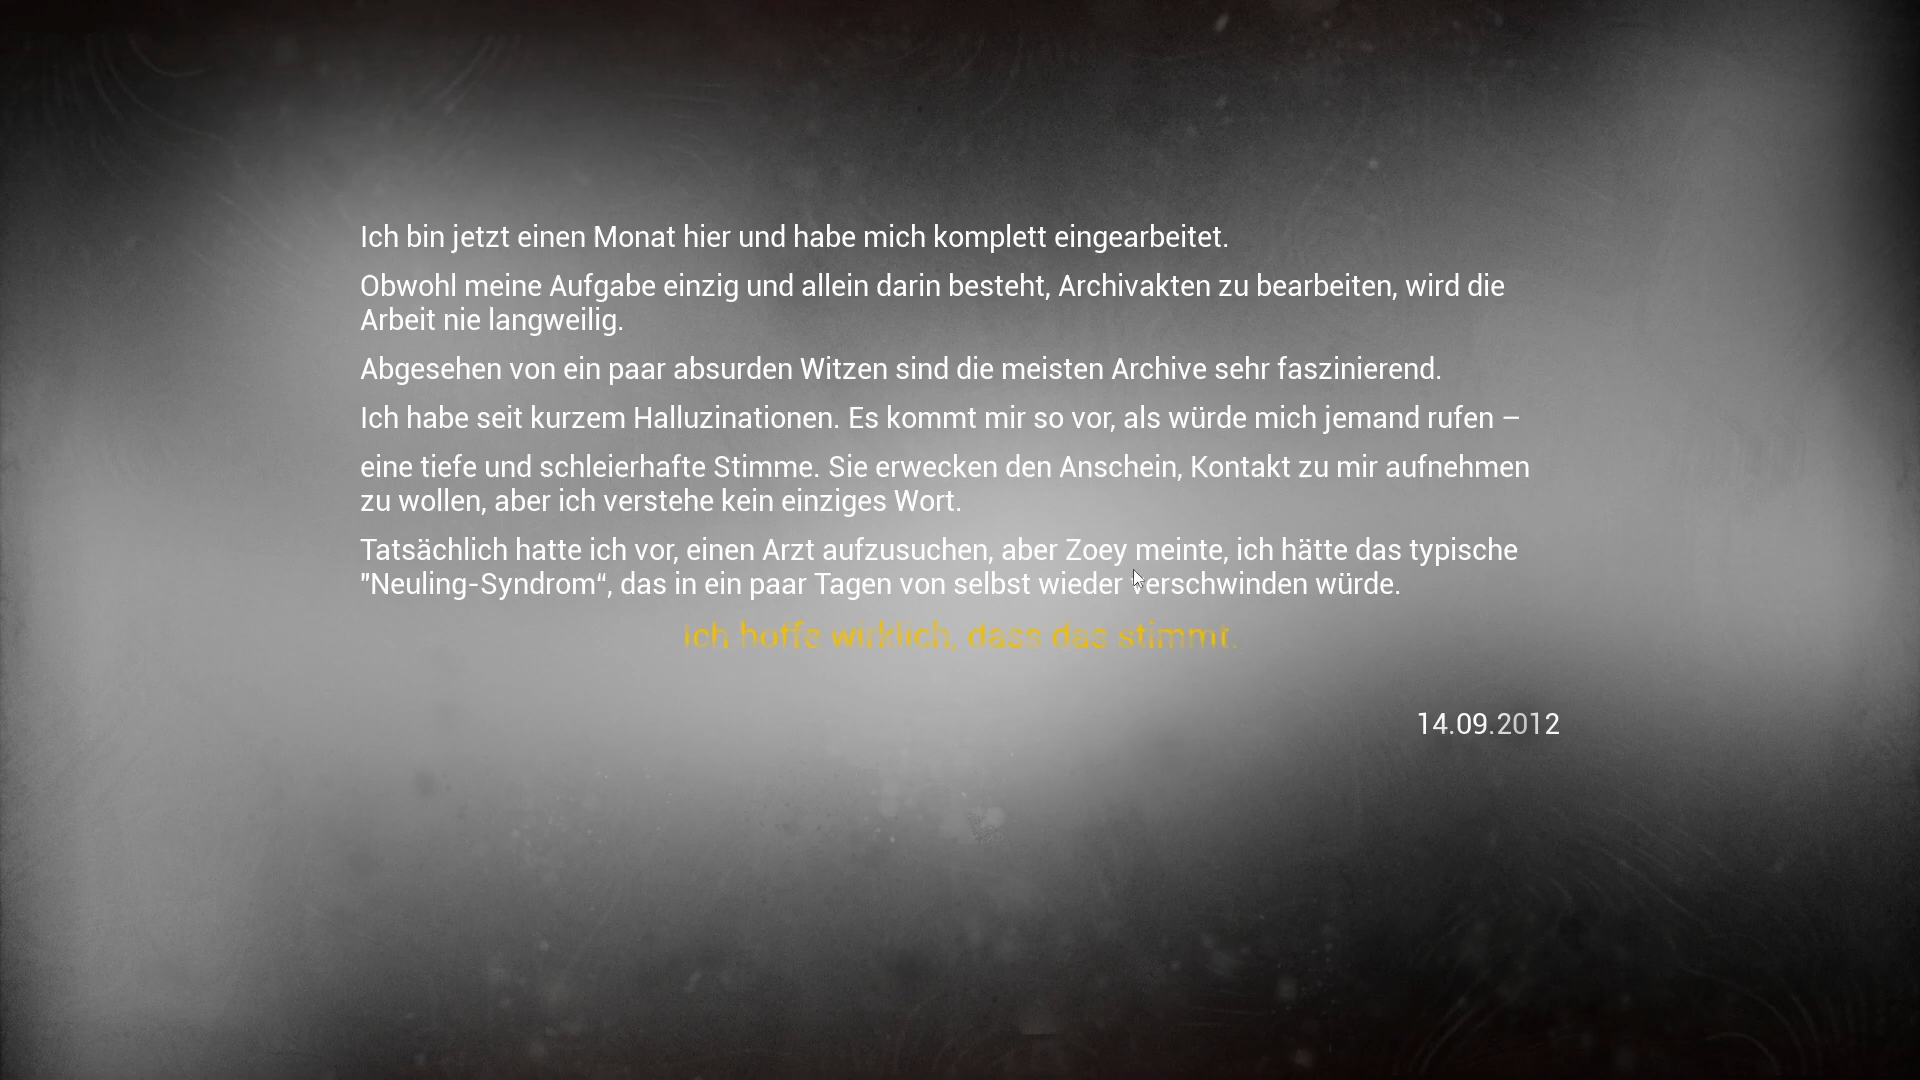 Ich bin jetzt einen Monat hier und habe mich komplett eingearbeitet.
Obwohl meine Aufgabe einzig und allein darin besteht, Archivakten zu bearbeiten, wird die
Arbeit nie langweilig.
Abgesehen von ein paar absurden Witzen sind die meisten Archive sehr faszinierend.
Ich habe seit kurzem Halluzinationen. Es kommt mir so vor, als würde mich jemand rufen –
eine tiefe und schleierhafte Stimme. Sie erwecken den Anschein, Kontakt zu mir aufnehmen
zu wollen, aber ich verstehe kein einziges Wort.
Tatsächlich hatte ich vor, einen Arzt aufzusuchen, aber Zoey meinte, ich hätte das typische
"Neuling-Syndrom“, das in ein paar Tagen von selbst wieder verschwinden würde.
Ich hoffe wirklich, dass das stimmt.
14.09.2012